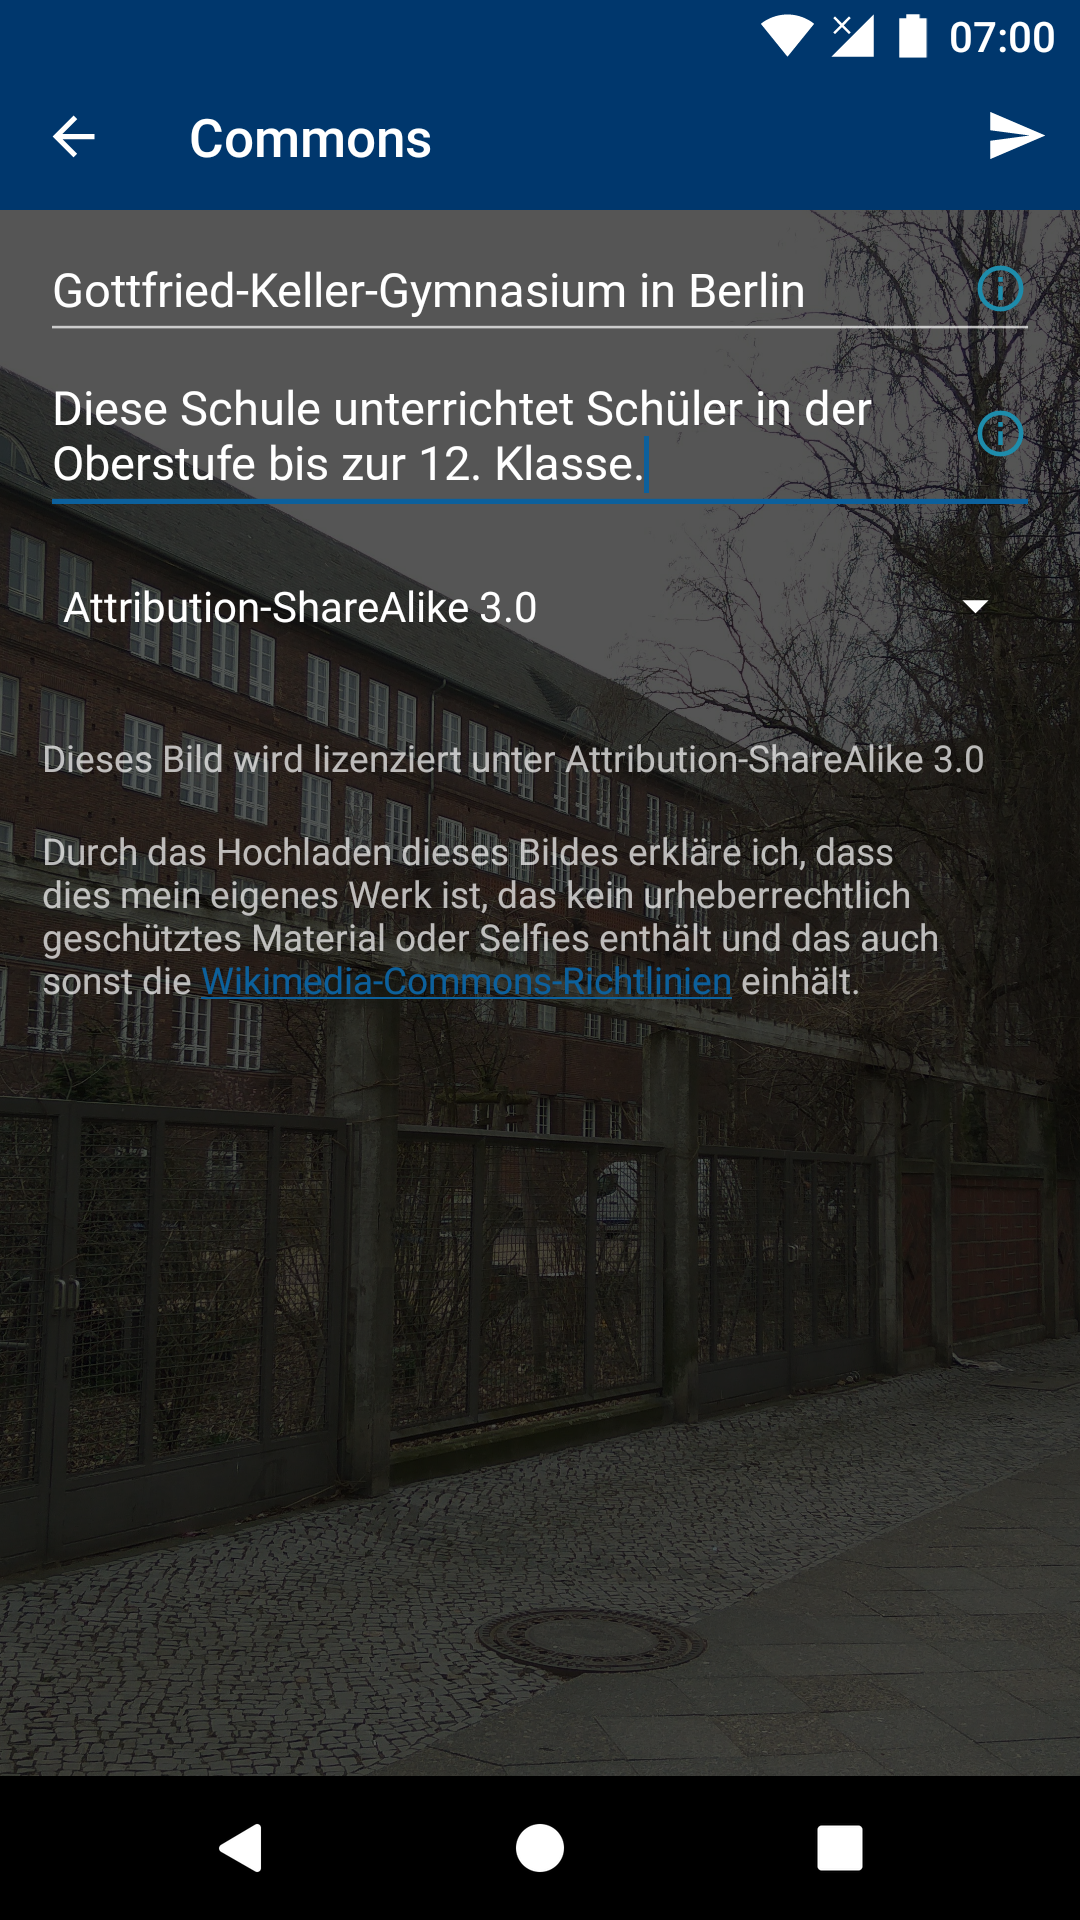 07:00
Commons
Gottfried-Keller-Gymnasium in Berlin
Diese Schule unterrichtet Schüler in der
Oberstufe bis zur 12. Klasse.
Attribution-ShareAlike 3.0
Dieses Bild wird lizenziert unter Attribution-ShareAlike 3.0
Durch das Hochladen dieses Bildes erkläre ich, dass
dies mein eigenes Werk ist, das kein urheberrechtlich
geschütztes Material oder Selfies enthält und das auch
sonst die Wikimedia-Commons-Richtlinien einhält.